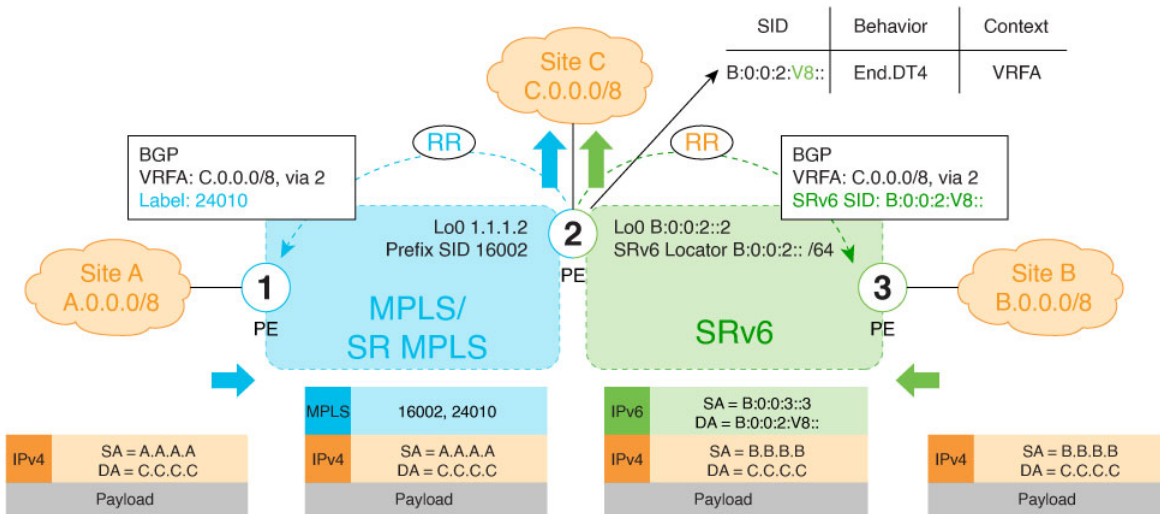 SID Behavior Context
B:0:0:2:V8:: End.DT4 VRFA
Site C
C.0.0.0/8
RR
RR
BGP
VRFA: C.0.0.0/8, via 2
Label: 24010
BGP
VRFA: C.0.0.0/8, via 2
SRv6 SID: B:0:0:2:V8::
Lo0 1.1.1.2
Prefix SID 16002
2
PE
Lo0 B:0:0:2::2
SRv6 Locator B:0:0:2:: /64
Site A
A.0.0.0/8
1
PE
MPLS/
SR MPLS
SRv6
3
PE
Site B
B.0.0.0/8
IPv4
SA = A.A.A.A
DA = C.C.C.C
Payload
MPLS
16002, 24010
IPv4
SA = A.A.A.A
DA = C.C.C.C
Payload
IPv6
SA = B:0:0:3::3
DA = B:0:0:2:V8::
IPv4
SA = B.B.B.B
DA = C.C.C.C
Payload
IPv4
SA = B.B.B.B
DA = C.C.C.C
Payload